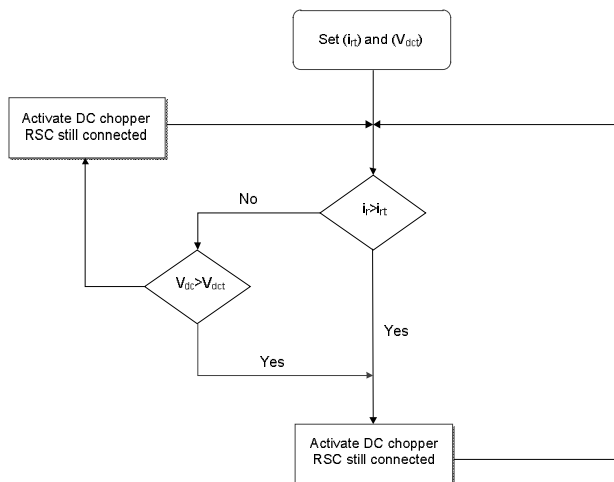 Set (irt) and (Vdct)
Activate DC chopper
RSC still connected
No
ir>irt
Vdc>Vdct
Yes
Yes
Activate DC chopper
RSC still connected